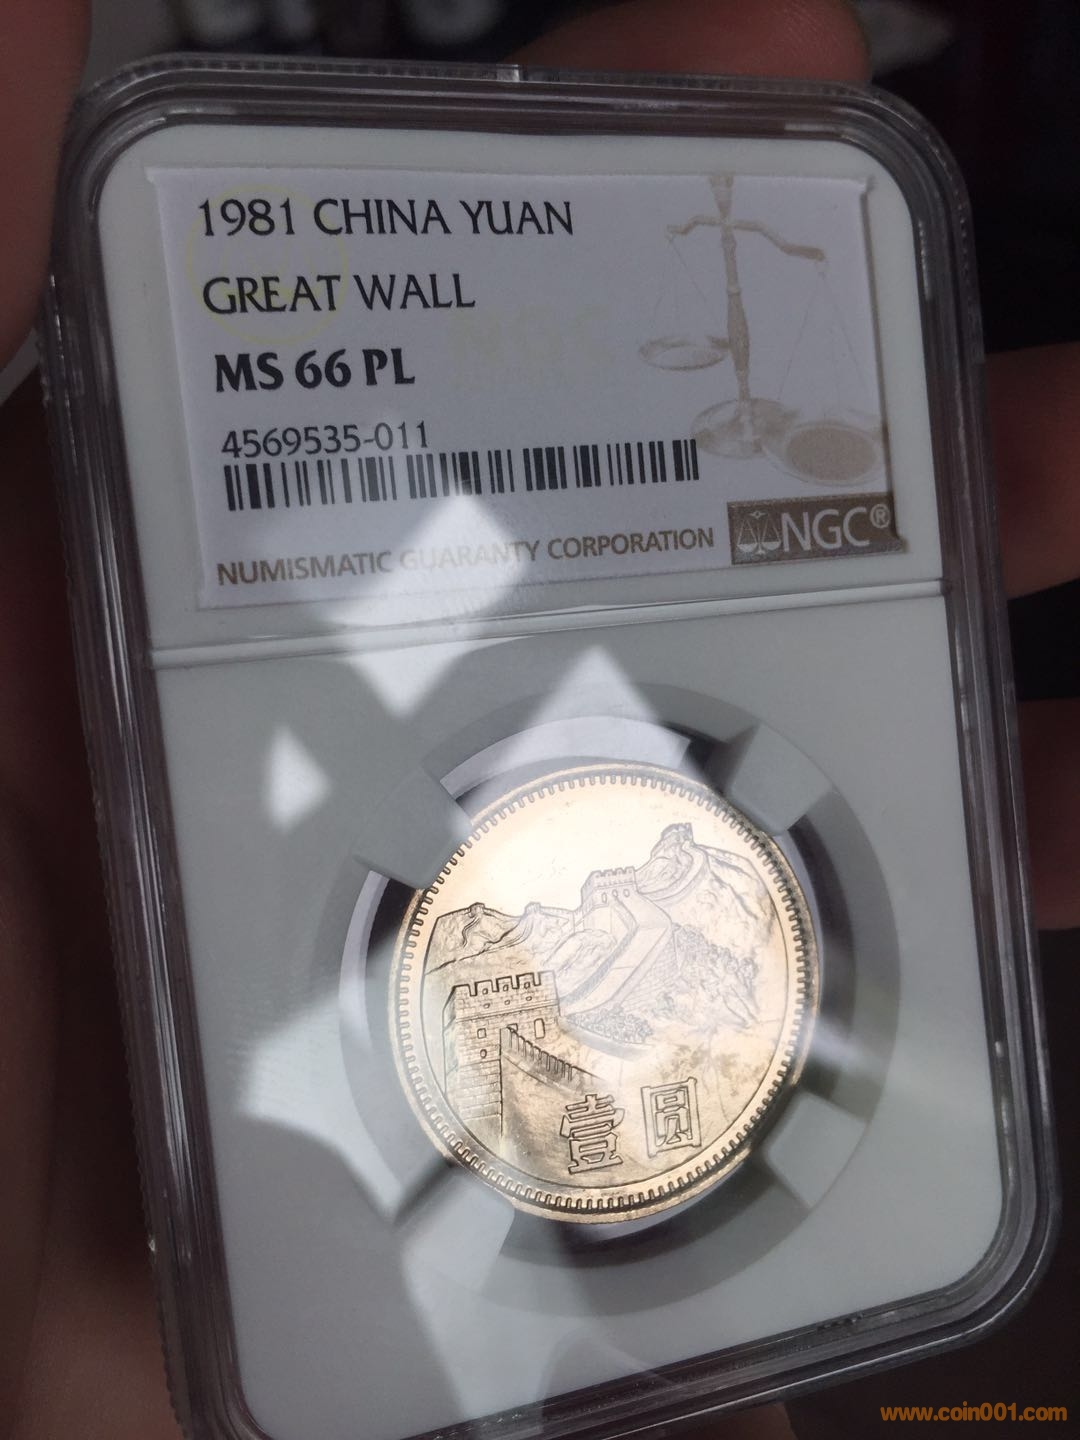 1981 CHINA YUAN
GREAT WALL
MS 66 PL
4569535-011
NUMISMATIC GUARANTY CORPORATION
NGC®
壹圆
www.coin001.com